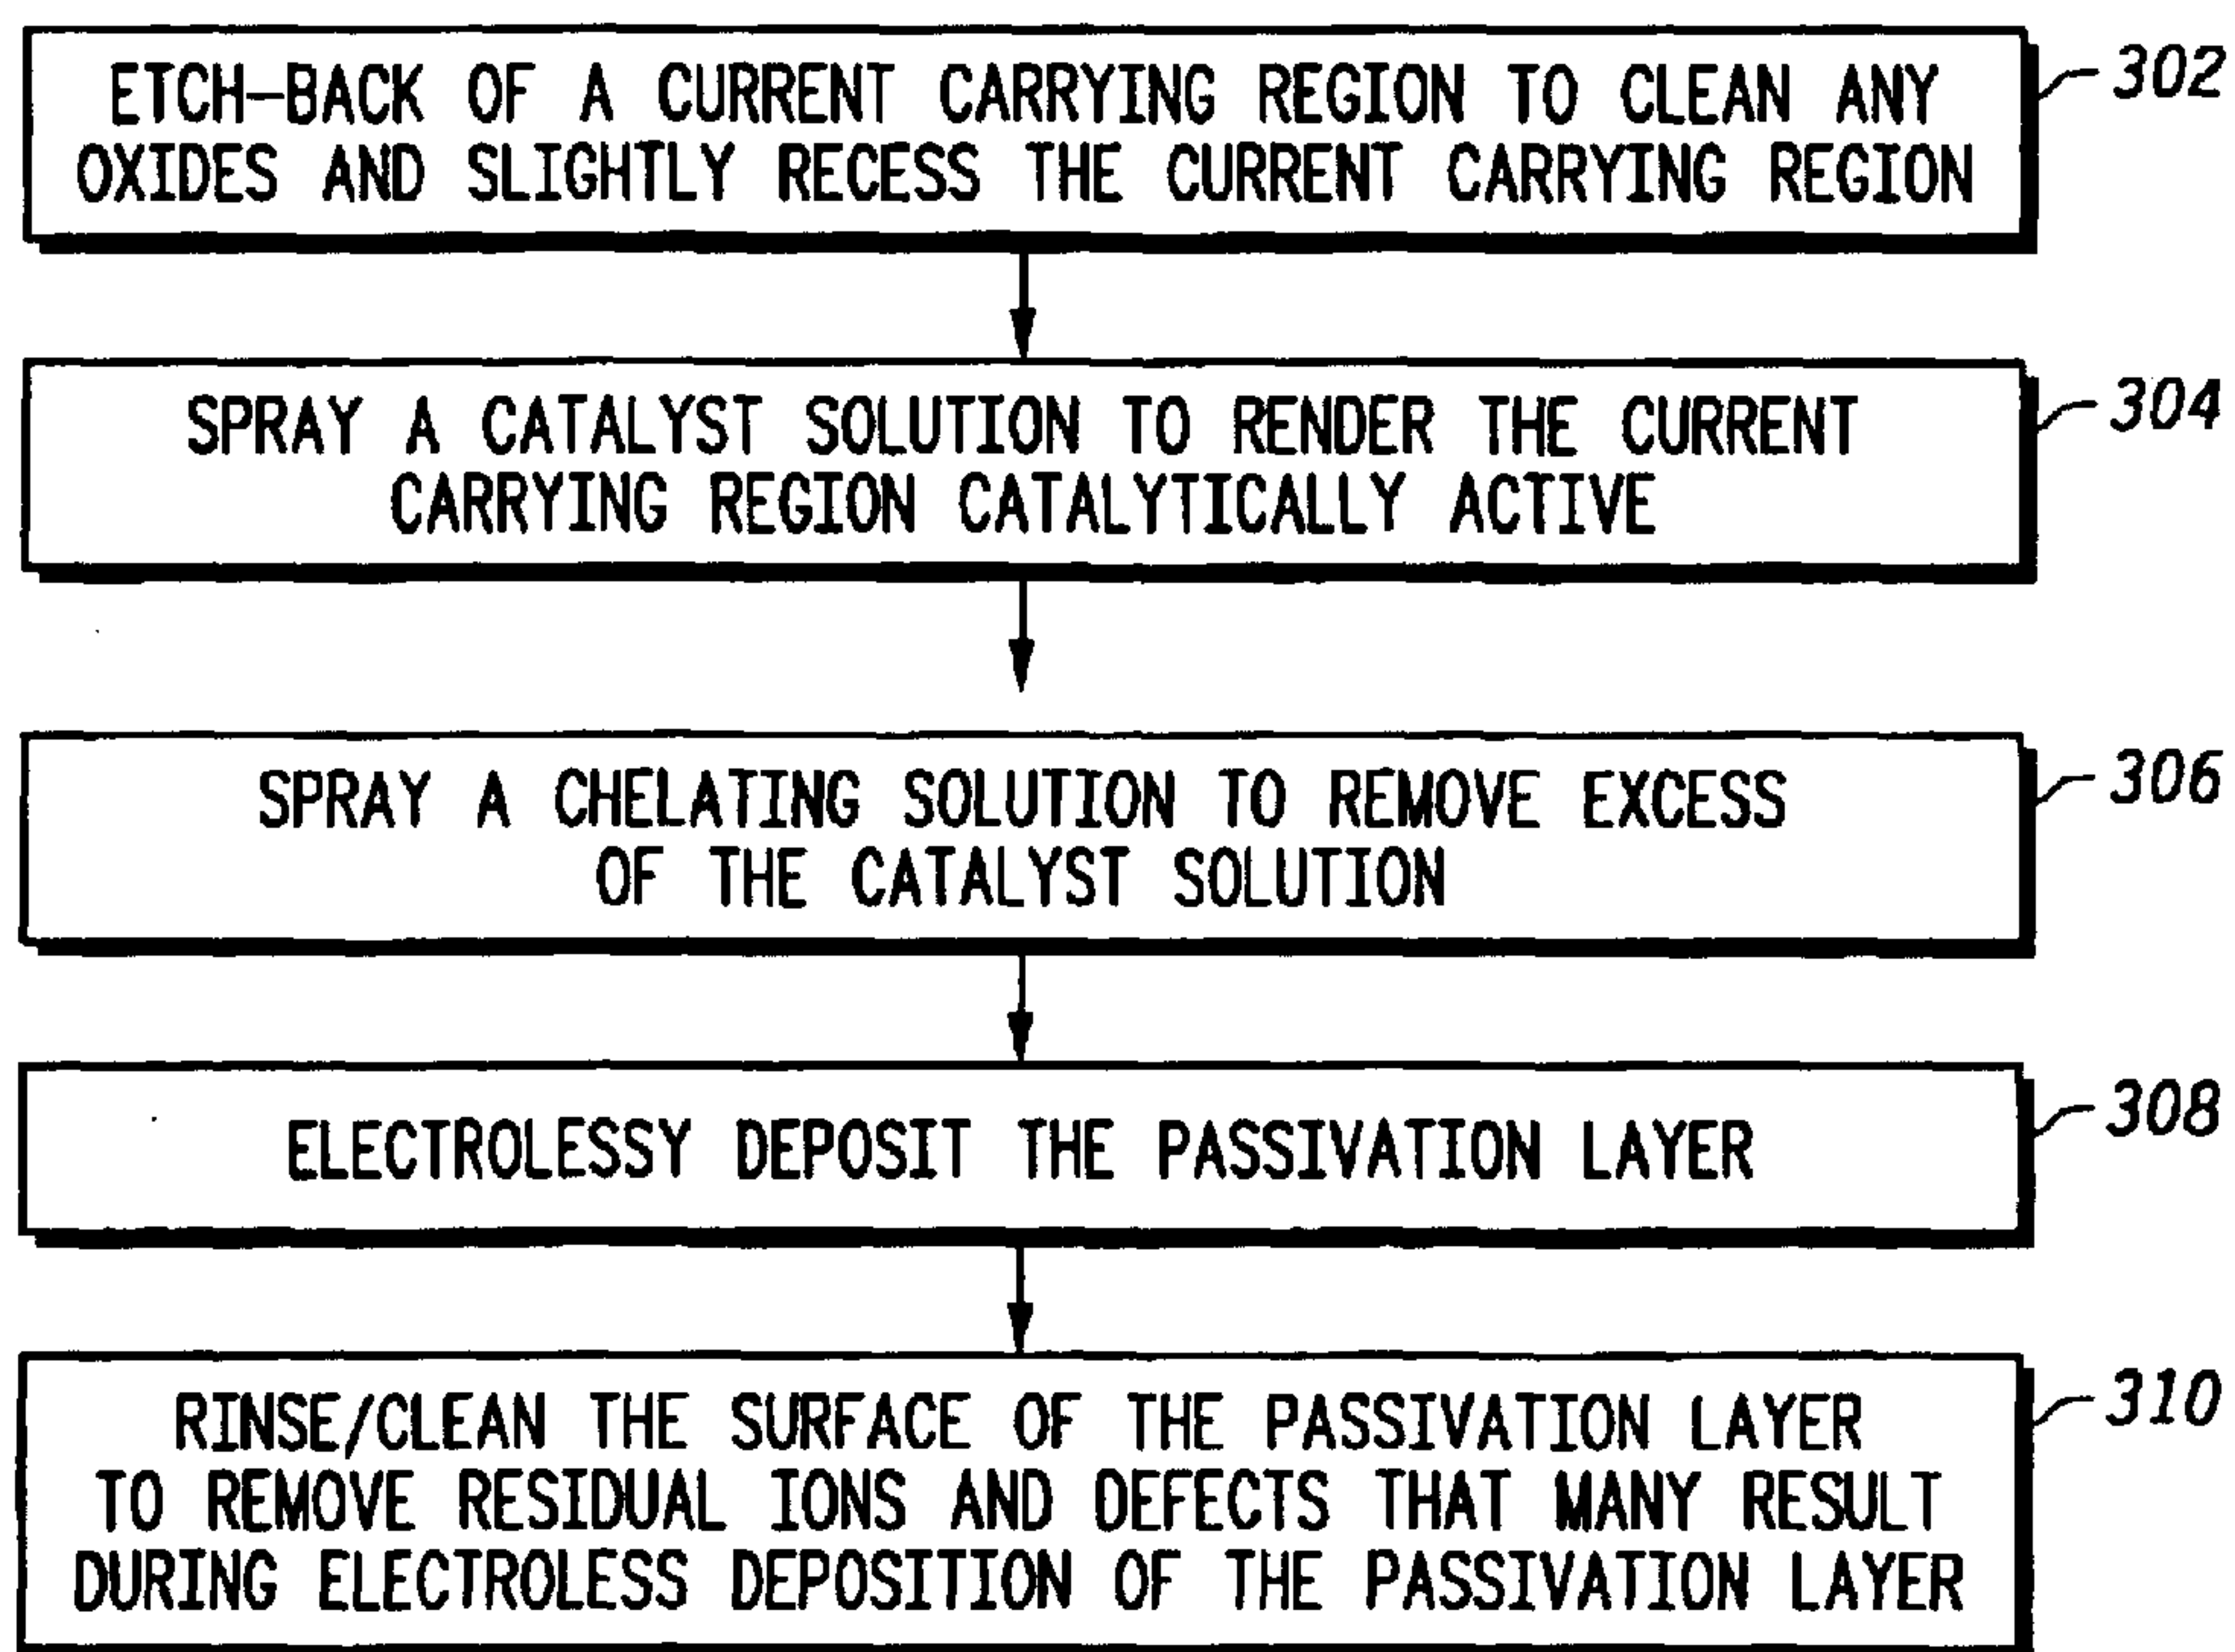 ETCH-BACK OF A CURRENT CARRYING REGION TO CLEAN ANY
OXIDES AND SLIGHTLY RECESS THE CURRENT CARRYING REGION
302
SPRAY A CATALYST SOLUTION TO RENDER THE CURRENT
CARRYING REGION CATALYTICALLY ACTIVE
304
SPRAY A CHELATING SOLUTION TO REMOVE EXCESS
OF THE CATALYST SOLUTION
306
ELECTROLESSY DEPOSIT THE PASSIVATION LAYER
308
RINSE/CLEAN THE SURFACE OF THE PASSIVATION LAYER
TO REMOVE RESIDUAL IONS AND DEFECTS THAT MANY RESULT
DURING ELECTROLESS DEPOSITION OF THE PASSIVATION LAYER
310